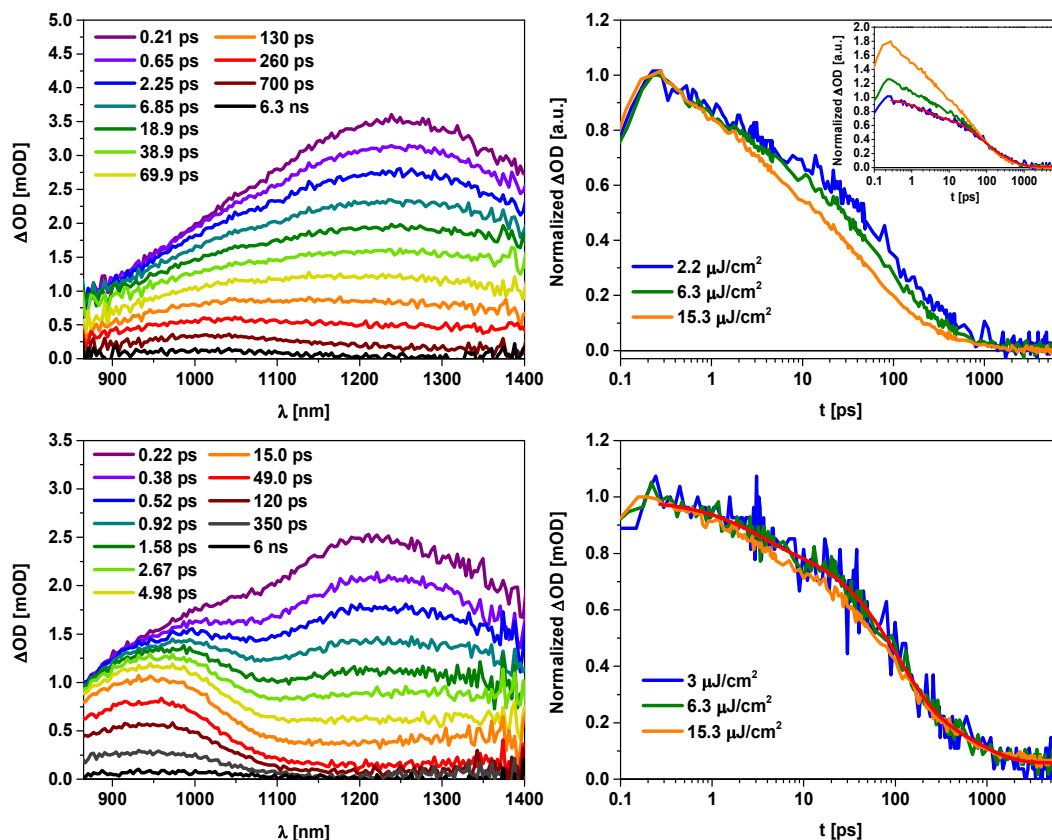 5.0
4.5
4.0
3.5
3.0
2.5
2.0
1.5
1.0
0.5
0.0
ΔOD [mOD]
0.21 ps
0.65 ps
2.25 ps
6.85 ps
18.9 ps
38.9 ps
69.9 ps
130 ps
260 ps
700 ps
6.3 ns
900 1000 1100 1200 1300 1400
λ [nm]
1.2
1.0
0.8
0.6
0.4
0.2
0.0
Normalized ΔOD [a.u.]
2.2 μJ/cm²
6.3 μJ/cm²
15.3 μJ/cm²
0.1 1 10 100 1000
t [ps]
2.0
1.8
1.6
1.4
1.2
1.0
0.8
0.6
0.4
0.2
0.0
Normalized ΔOD [a.u.]
0.1 1 10 100 1000
t [ps]
3.5
3.0
2.5
2.0
1.5
1.0
0.5
0.0
ΔOD [mOD]
0.22 ps
0.38 ps
0.52 ps
0.92 ps
1.58 ps
2.67 ps
4.98 ps
15.0 ps
49.0 ps
120 ps
350 ps
6 ns
900 1000 1100 1200 1300 1400
λ [nm]
1.2
1.0
0.8
0.6
0.4
0.2
0.0
Normalized ΔOD [mOD]
3 μJ/cm²
6.3 μJ/cm²
15.3 μJ/cm²
0.1 1 10 100 1000
t [ps]